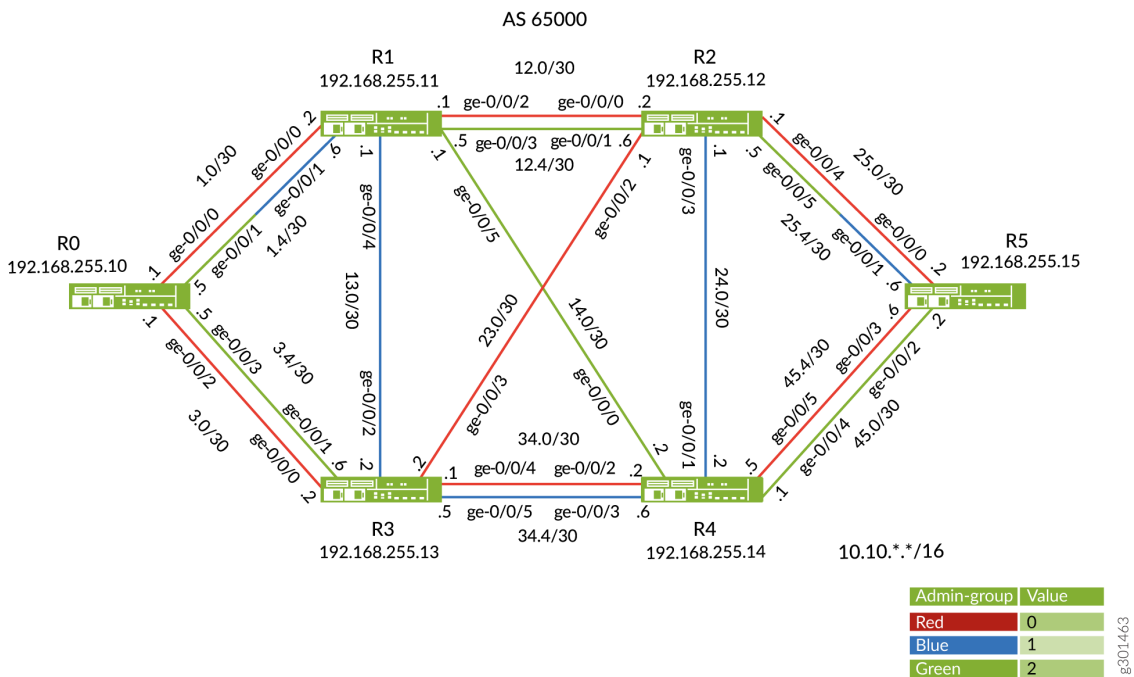 AS 65000
R1
192.168.255.11
R2
192.168.255.12
12.0/30
.1 ge-0/0/2 ge-0/0/0 .2
.5 ge-0/0/3 ge-0/0/1 .6
12.4/30
.2
ge-0/0/0
1.0/30
ge-0/0/0
.1
.6
ge-0/0/1
1.4/30
ge-0/0/1
.5
R0
192.168.255.10
.1
ge-0/0/4
13.0/30
ge-0/0/2
.2
.1
ge-0/0/5
14.0/30
ge-0/0/0
.2
.1
ge-0/0/2
23.0/30
ge-0/0/3
.2
.1
ge-0/0/3
24.0/30
ge-0/0/1
.2
.1
ge-0/0/4
25.0/30
ge-0/0/0
.2
.5
ge-0/0/5
25.4/30
ge-0/0/1
.6
R5
192.168.255.15
.5
ge-0/0/3
3.4/30
ge-0/0/1
.6
.1
ge-0/0/2
3.0/30
ge-0/0/0
.2
.6
ge-0/0/3
45.4/30
ge-0/0/5
.5
.2
ge-0/0/2
45.0/30
ge-0/0/4
.1
34.0/30
.1 ge-0/0/4 ge-0/0/2 .2
.5 ge-0/0/5 ge-0/0/3 .6
34.4/30
R3
192.168.255.13
R4
192.168.255.14
10.10.*.*/16
Admin-group Value
Red 0
Blue 1
Green 2
g301463